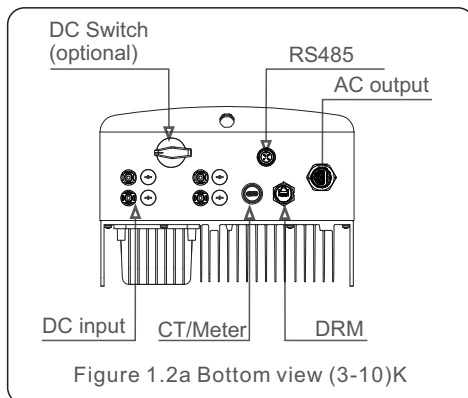 DC Switch
(optional)
RS485
AC output
DC input
CT/Meter
DRM
Figure 1.2a Bottom view (3-10)K